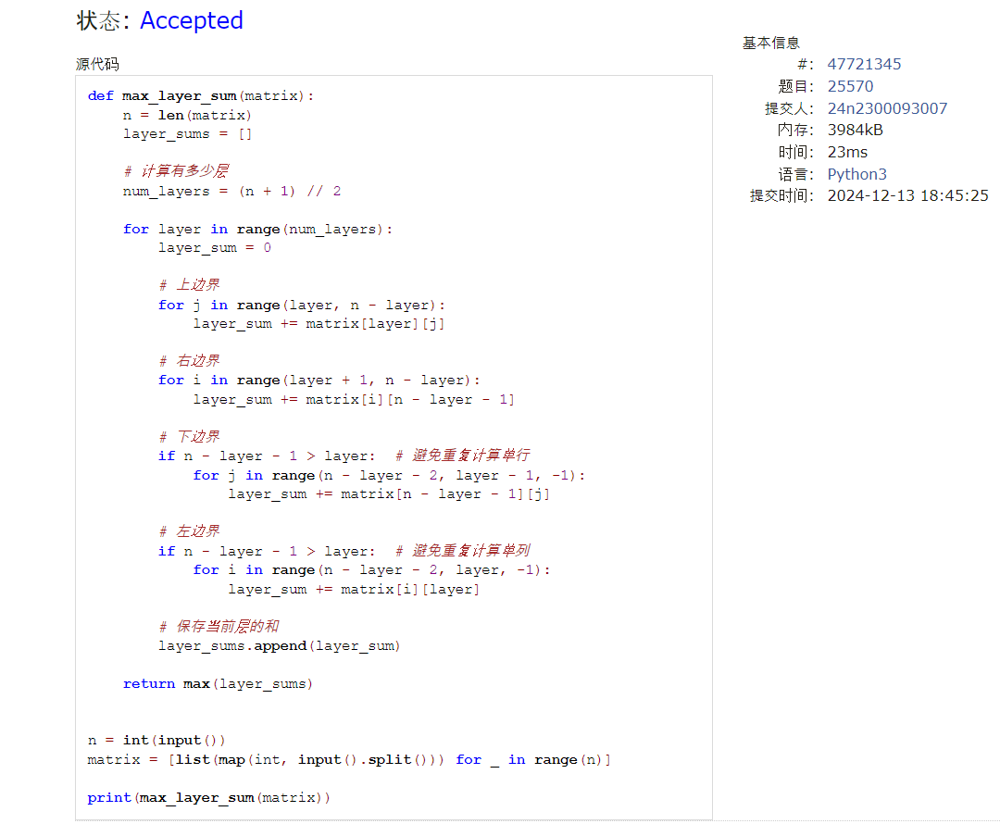 状态: Accepted
源代码
def max_layer_sum(matrix):
    n = len(matrix)
    layer_sums = []

    # 计算有多少层
    num_layers = (n + 1) // 2

    for layer in range(num_layers):
        layer_sum = 0

        # 上边界
        for j in range(layer, n - layer):
            layer_sum += matrix[layer][j]

        # 右边界
        for i in range(layer + 1, n - layer):
            layer_sum += matrix[i][n - layer - 1]

        # 下边界
        if n - layer - 1 > layer:  # 避免重复计算单行
            for j in range(n - layer - 2, layer - 1, -1):
                layer_sum += matrix[n - layer - 1][j]

        # 左边界
        if n - layer - 1 > layer:  # 避免重复计算单列
            for i in range(n - layer - 2, layer, -1):
                layer_sum += matrix[i][layer]

        # 保存当前层的和
        layer_sums.append(layer_sum)

    return max(layer_sums)


n = int(input())
matrix = [list(map(int, input().split())) for _ in range(n)]

print(max_layer_sum(matrix))
基本信息
#: 47721345
题目: 25570
提交人: 24n2300093007
内存: 3984kB
时间: 23ms
语言: Python3
提交时间: 2024-12-13 18:45:25